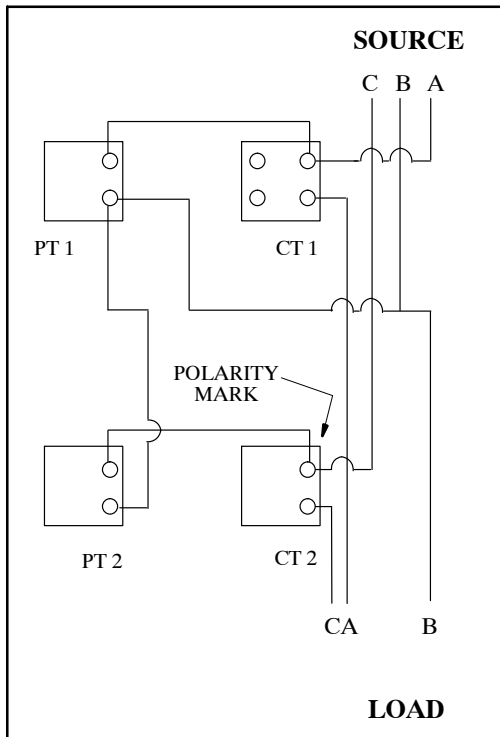 SOURCE
C B A
PT 1
CT 1
POLARITY
MARK
PT 2
CT 2
CA
B
LOAD